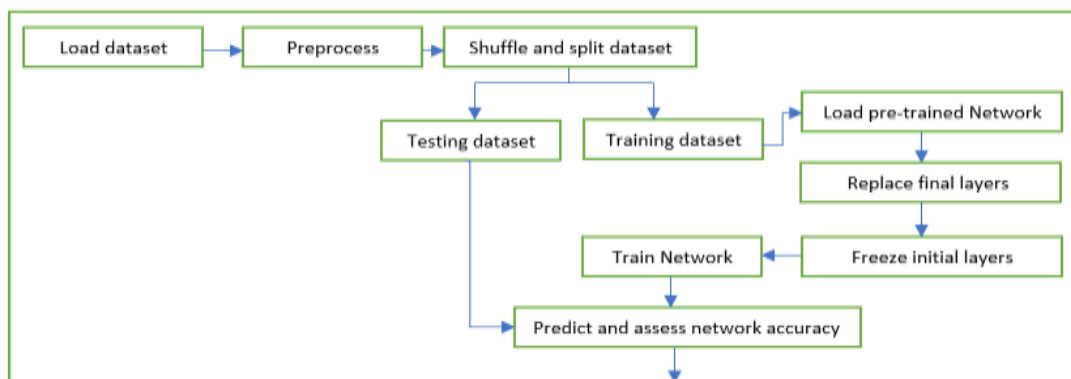 Load dataset
Preprocess
Shuffle and split dataset
Testing dataset
Training dataset
Load pre-trained Network
Replace final layers
Freeze initial layers
Train Network
Predict and assess network accuracy